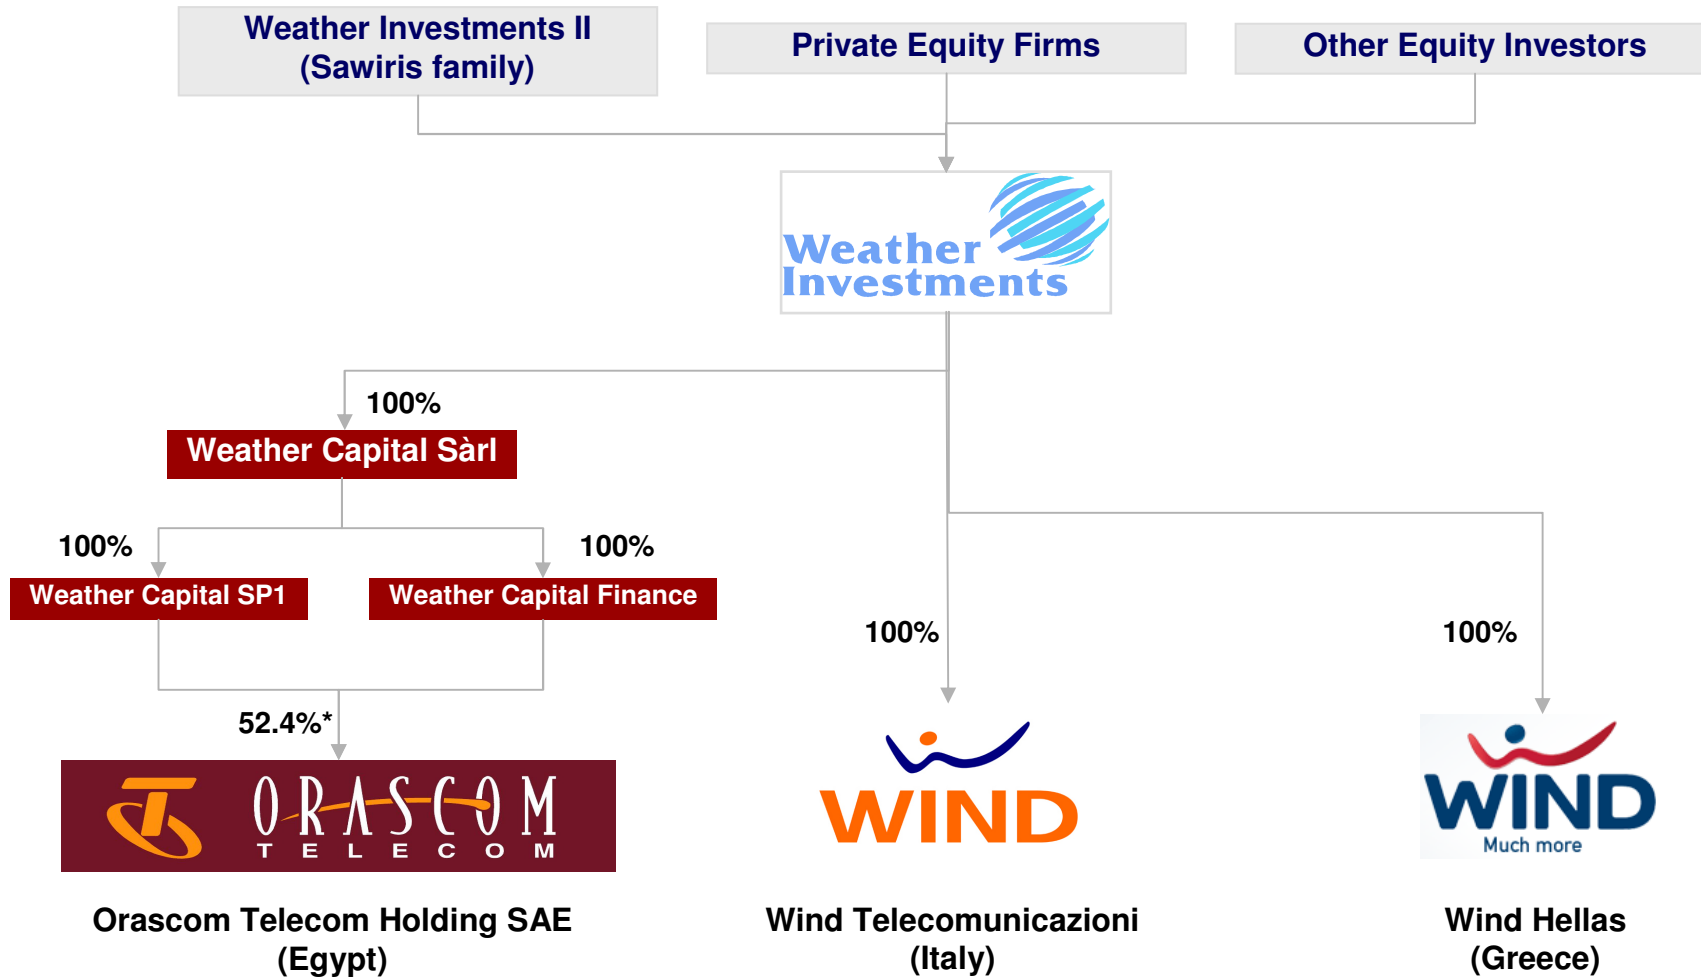 Weather Investments II
(Sawiris family)
Private Equity Firms
Other Equity Investors
Weather
Investments
100%
Weather Capital Sàrl
100%
100%
Weather Capital SP1
Weather Capital Finance
100%
100%
52.4%*
ORASCOM
TELECOM
WIND
WIND
Much more
Orascom Telecom Holding SAE
(Egypt)
Wind Telecomunicazioni
(Italy)
Wind Hellas
(Greece)